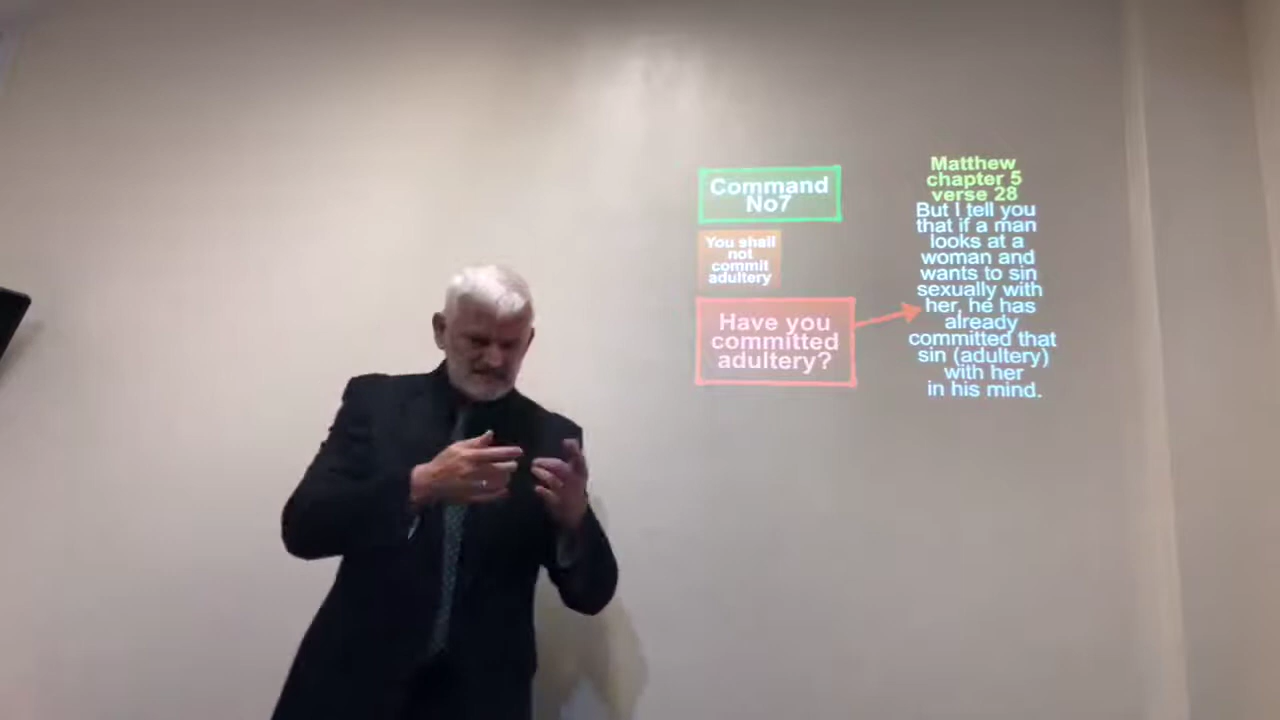 Command
No7
You shall
not
commit
adultery
Have you
committed
adultery?
Matthew
chapter 5
verse 28
But I tell you
that if a man
looks at a
woman and
wants to sin
sexually with
her, he has
already
committed that
sin (adultery)
with her
in his mind.